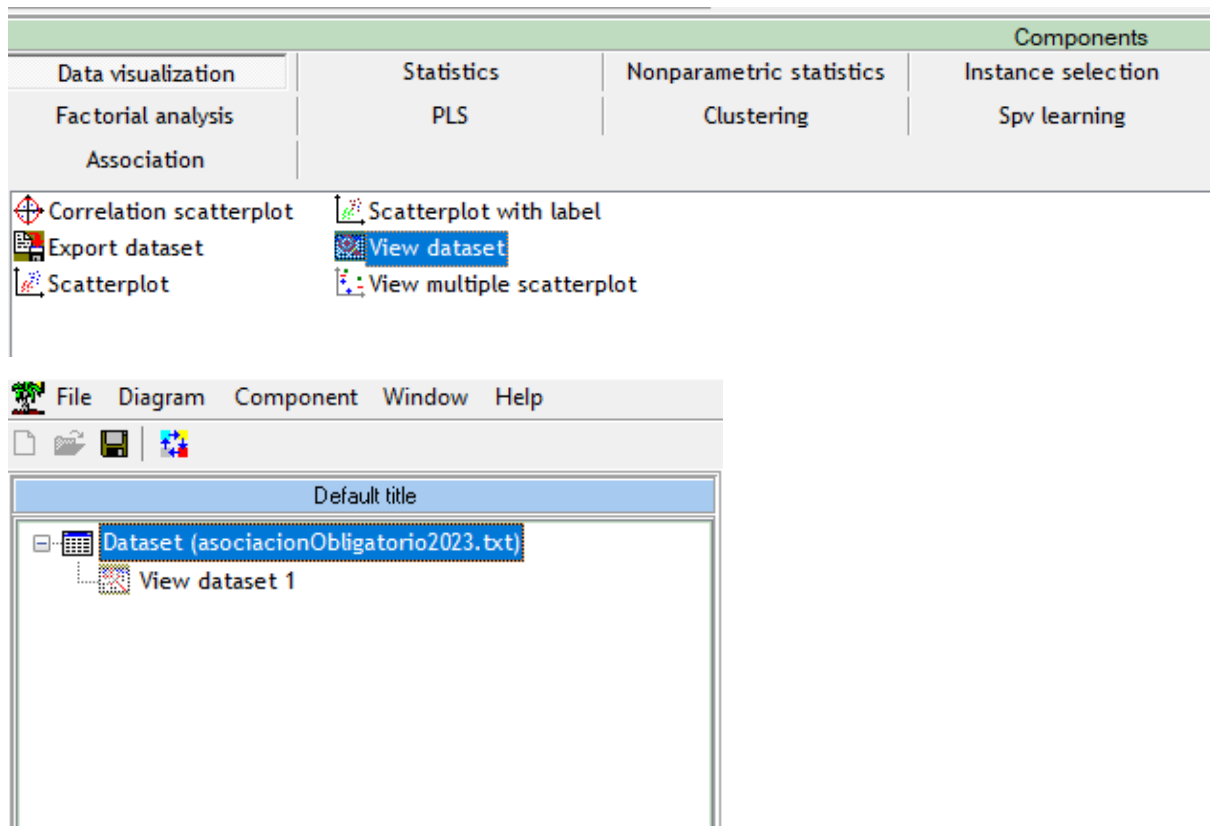 Components
Data visualization Statistics Nonparametric statistics Instance selection
Factorial analysis PLS Clustering Spv learning
Association
Correlation scatterplot Scatterplot with label
Export dataset View dataset
Scatterplot View multiple scatterplot
File Diagram Component Window Help
Default title
Dataset (asociacionObligatorio2023.txt)
View dataset 1